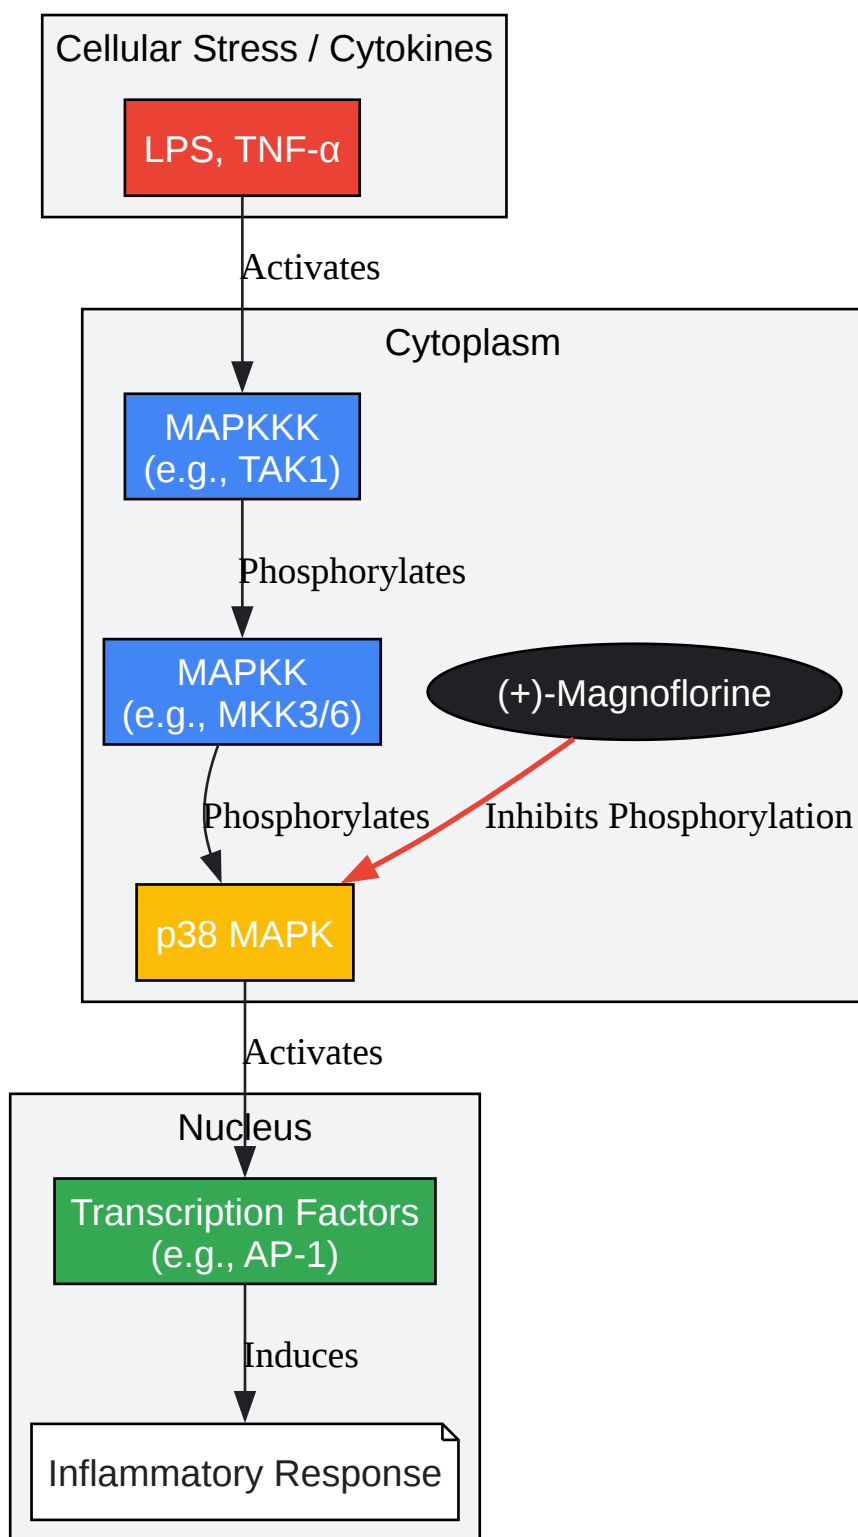 Cellular Stress / Cytokines
LPS, TNF-α
Activates
Cytoplasm
MAPKKK
(e.g., TAK1)
Phosphorylates
MAPKK
(e.g., MKK3/6)
(+)-Magnoflorine
Phosphorylates
Inhibits Phosphorylation
p38 MAPK
Activates
Nucleus
Transcription Factors
(e.g., AP-1)
Induces
Inflammatory Response